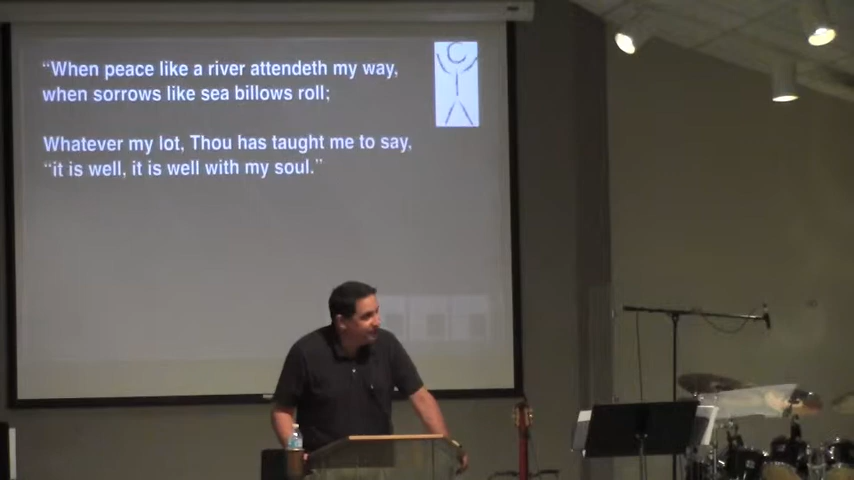 “When peace like a river attendeth my way,
when sorrows like sea billows roll;
Whatever my lot, Thou has taught me to say,
“it is well, it is well with my soul.”